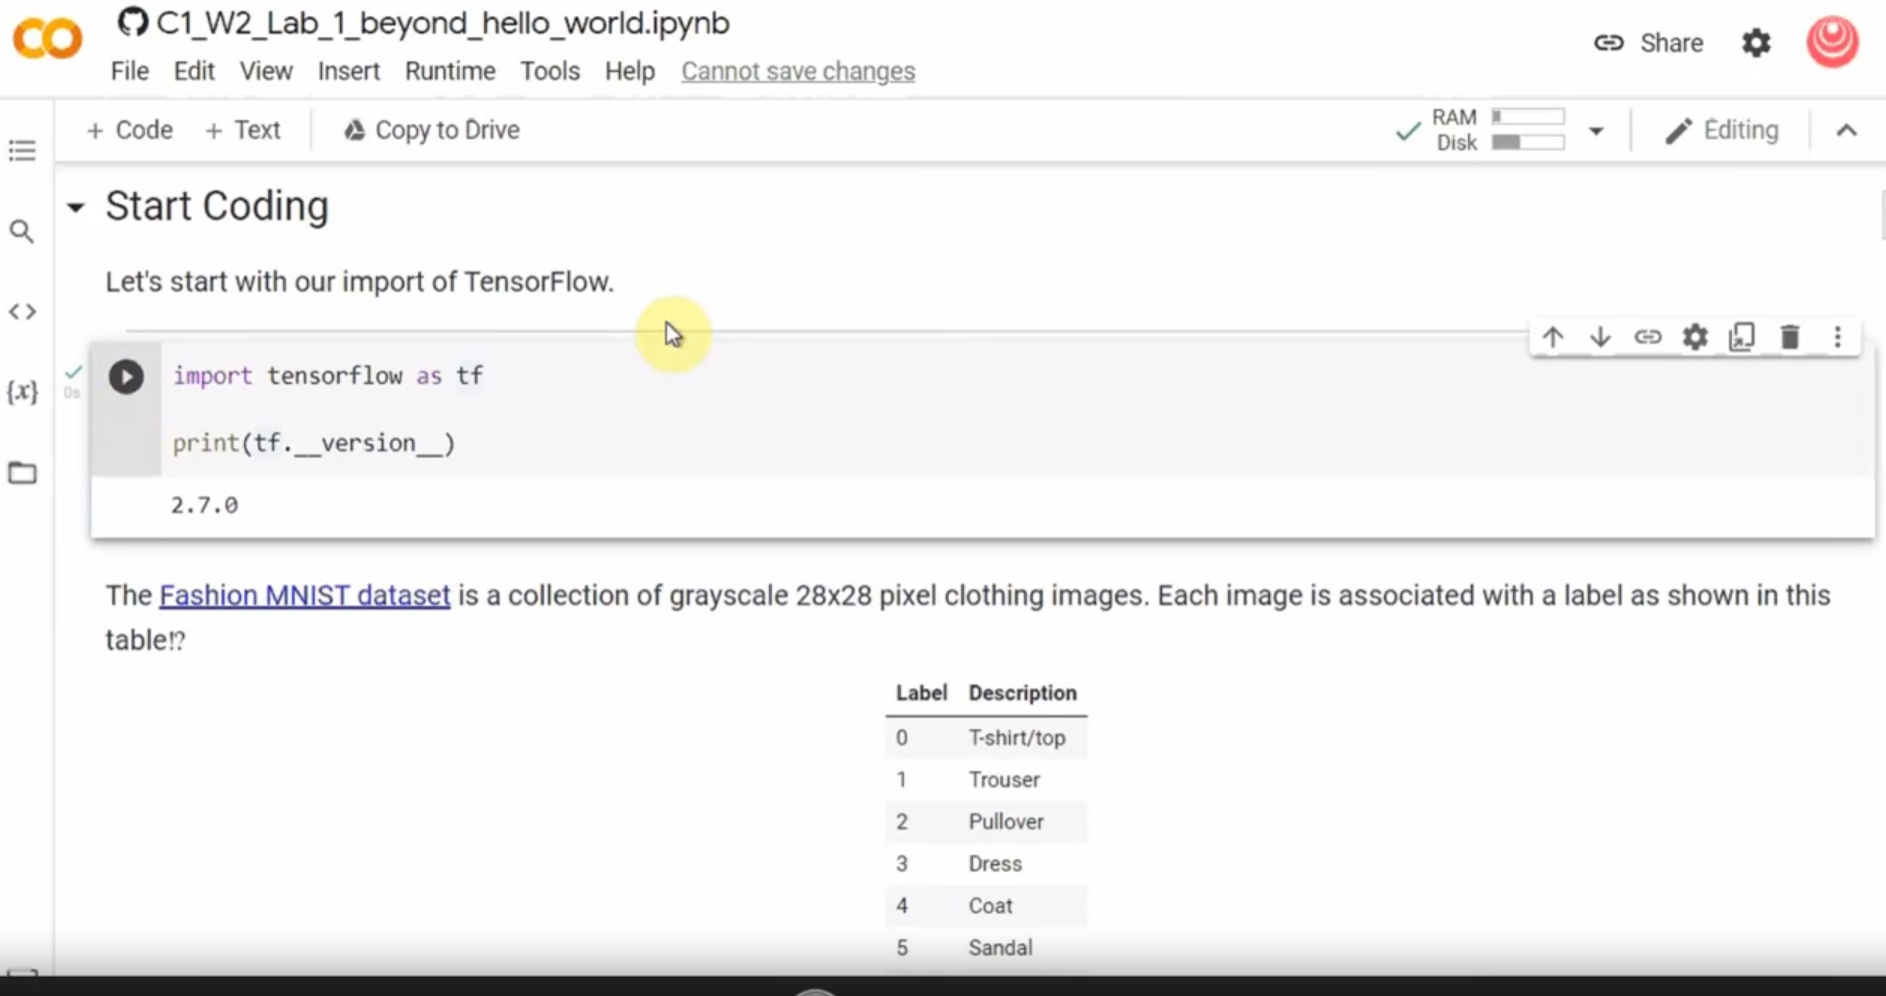 C1_W2_Lab_1_beyond_hello_world.ipynb
Share
File Edit View Insert Runtime Tools Help Cannot save changes
+ Code + Text Copy to Drive
RAM
Disk
Editing
Start Coding
Let's start with our import of TensorFlow.
0s
import tensorflow as tf
{x}
print(tf.__version__)
2.7.0
The Fashion MNIST dataset is a collection of grayscale 28x28 pixel clothing images. Each image is associated with a label as shown in this
table⁉
Label Description
0 T-shirt/top
1 Trouser
2 Pullover
3 Dress
4 Coat
5 Sandal